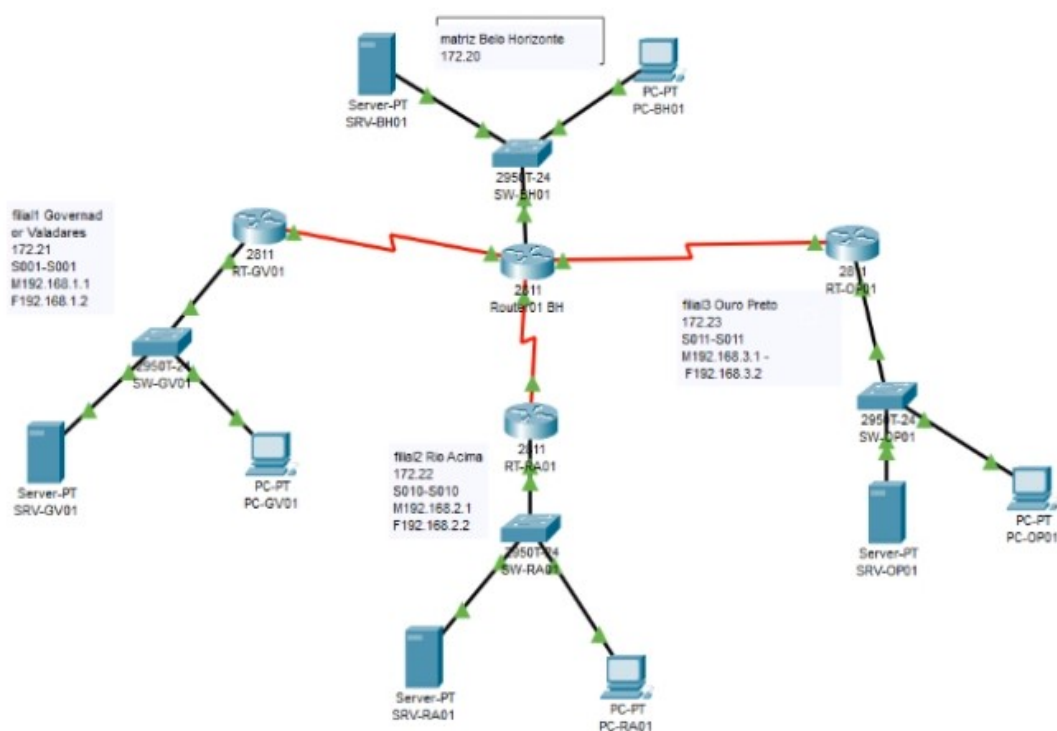 matriz Belo Horizonte
172.20
Server-PT
SRV-BH01
PC-PT
PC-BH01
2950T-24
SW-BH01
filial1 Governad
or Valadares
172.21
S001-S001
M192.168.1.1
F192.168.1.2
2811
RT-GV01
2811
Router01 BH
2811
RT-OP01
filial3 Ouro Preto
172.23
S011-S011
M192.168.3.1 -
F192.168.3.2
2950T-24
SW-GV01
2950T-24
SW-OP01
2811
RT-RA01
filial2 Rio Acima
172.22
S010-S010
M192.168.2.1
F192.168.2.2
Server-PT
SRV-GV01
PC-PT
PC-GV01
2950T-24
SW-RA01
Server-PT
SRV-OP01
PC-PT
PC-OP01
Server-PT
SRV-RA01
PC-PT
PC-RA01